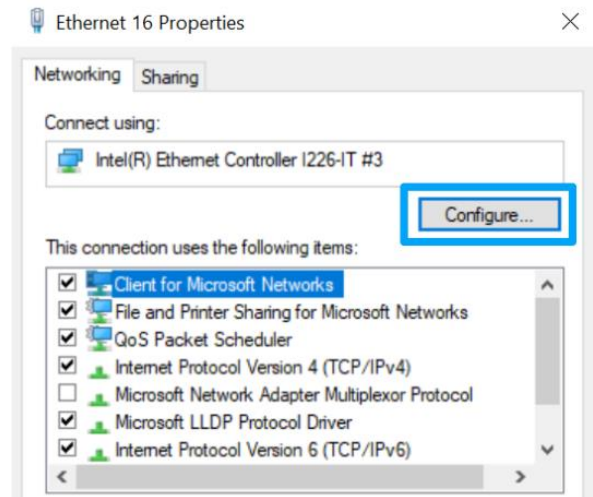 Ethernet 16 Properties
Networking Sharing
Connect using:
Intel(R) Ethernet Controller I226-IT #3
Configure...
This connection uses the following items:
Client for Microsoft Networks
File and Printer Sharing for Microsoft Networks
QoS Packet Scheduler
Internet Protocol Version 4 (TCP/IPv4)
Microsoft Network Adapter Multiplexor Protocol
Microsoft LLDP Protocol Driver
Internet Protocol Version 6 (TCP/IPv6)